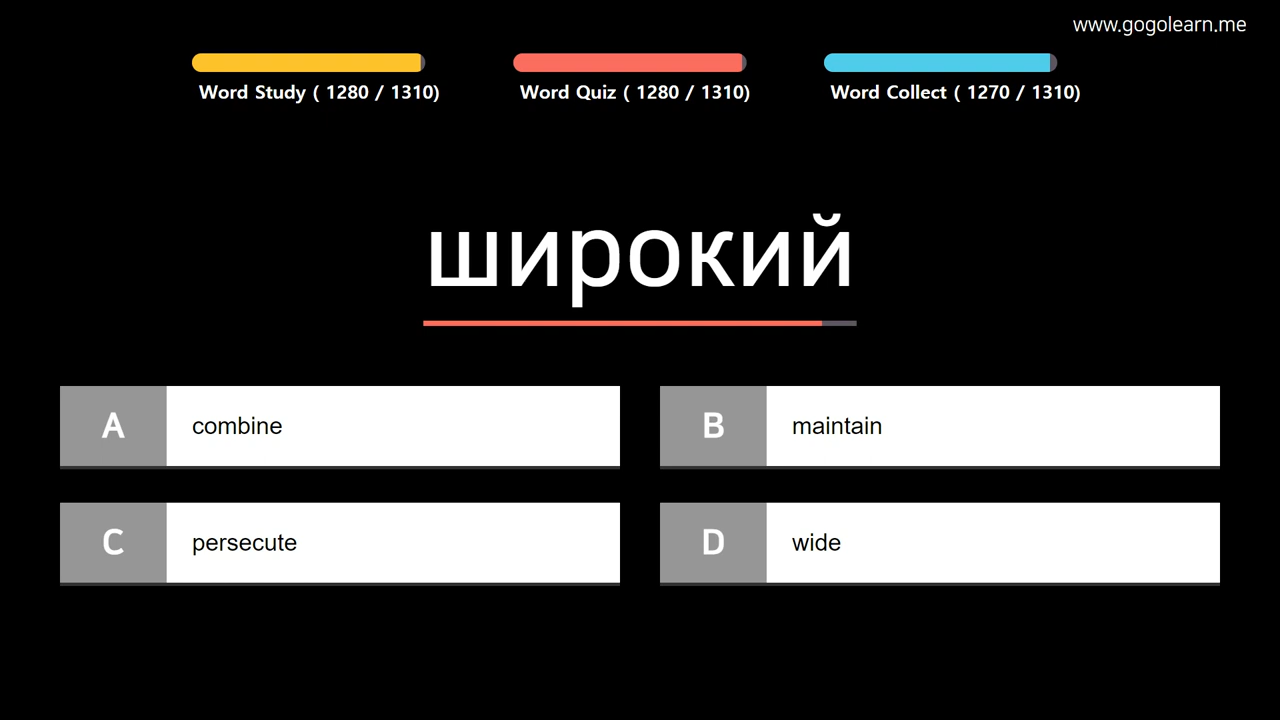 www.gogolearn.me
Word Study ( 1280 / 1310)
Word Quiz ( 1280 / 1310)
Word Collect ( 1270 / 1310)
широкий
A combine
B maintain
C persecute
D wide